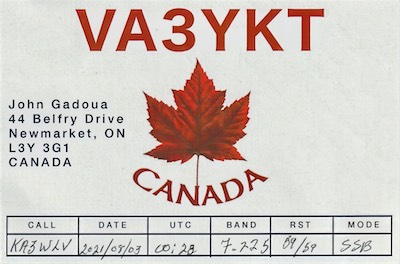 VA3YKT
John Gadoua
44 Belfry Drive
Newmarket, ON
L3Y 3G1
CANADA
CANADA
CALL DATE UTC BAND RST MODE
KA3WLV 2021/08/03 00:28 7-225 59/59 SSB